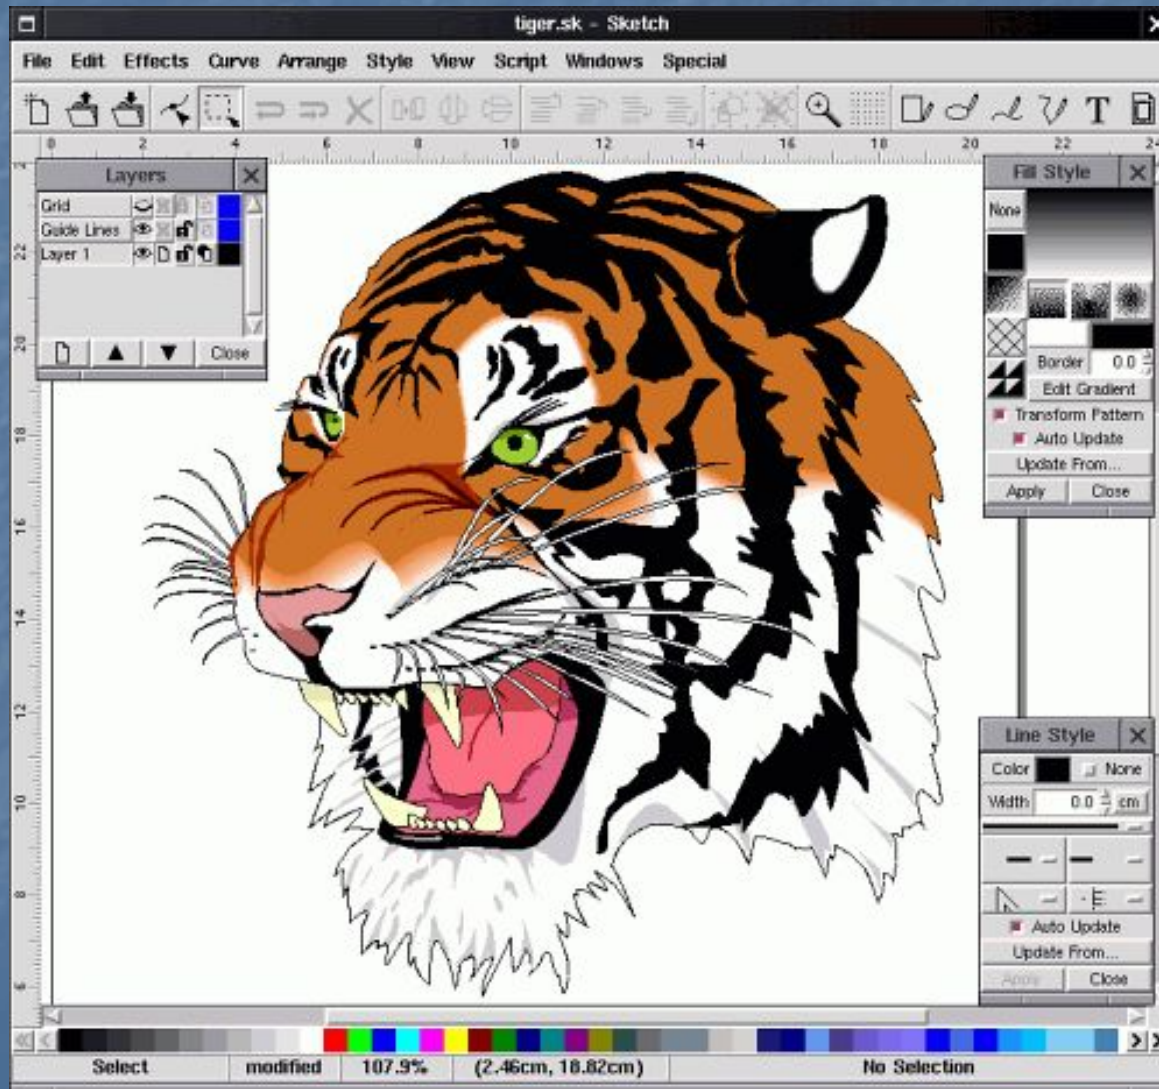 tiger.sk - Sketch
File Edit Effects Curve Arrange Style View Script Windows Special
T
0 2 4 6 8 10 12 14 16 18 20 22 24
22 20 18 16 14 12 10 8 6
Layers
Grid
Guide Lines
Layer 1
Close
Fill Style
None
Border 0.0
Edit Gradient
Transform Pattern
Auto Update
Update From...
Apply Close
Line Style
Color None
Width 0.0 cm
Auto Update
Update From...
Apply Close
Select modified 107.9% (2.46cm, 18.82cm) No Selection